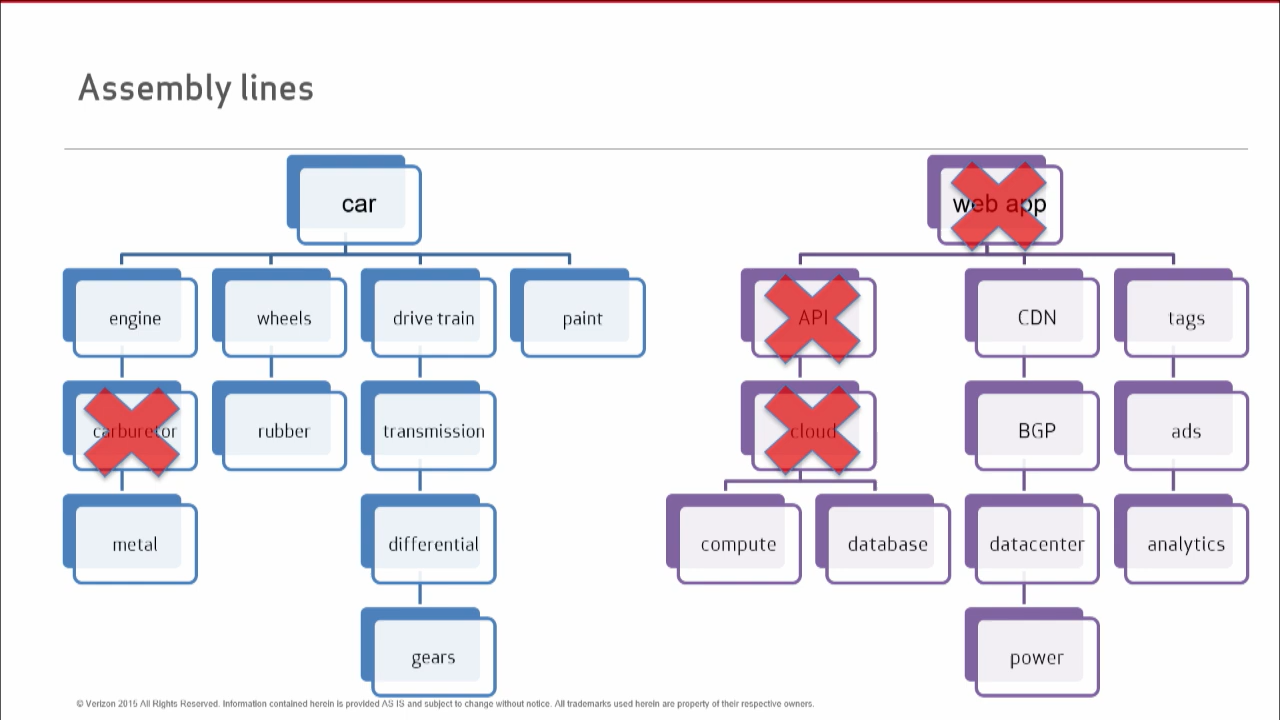 Assembly lines
car
web app
engine
wheels
drive train
paint
API
CDN
tags
carburetor
rubber
transmission
cloud
BGP
ads
metal
differential
compute
database
datacenter
analytics
gears
power
© Verizon 2015 All Rights Reserved. Information contained herein is provided AS IS and subject to change without notice. All trademarks used herein are property of their respective owners.